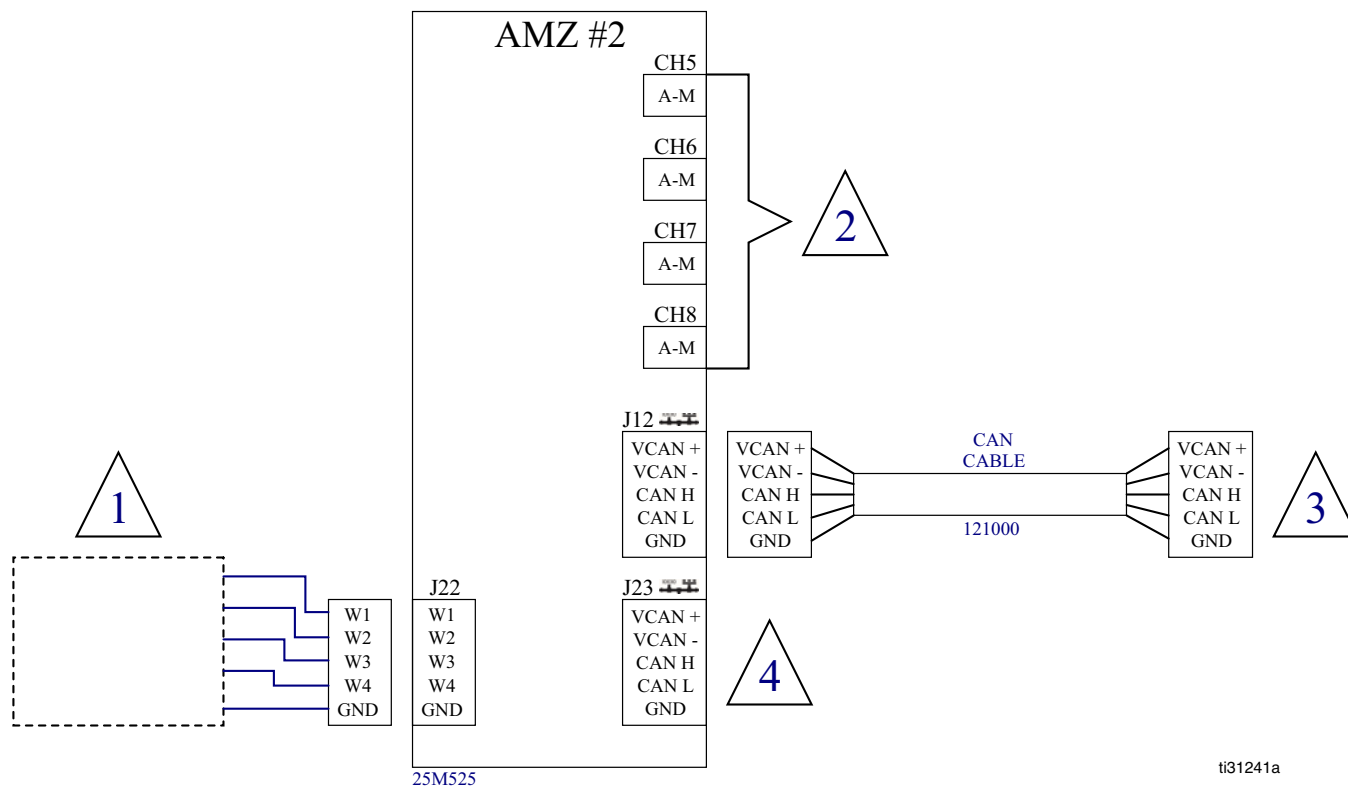 AMZ #2
CH5
A-M
CH6
A-M
CH7
A-M
CH8
A-M
2
J12
VCAN +
VCAN -
CAN H
CAN L
GND
VCAN +
VCAN -
CAN H
CAN L
GND
CAN
CABLE
121000
VCAN +
VCAN -
CAN H
CAN L
GND
3
1
W1
W2
W3
W4
GND
J22
W1
W2
W3
W4
GND
J23
VCAN +
VCAN -
CAN H
CAN L
GND
4
25M525
ti31241a